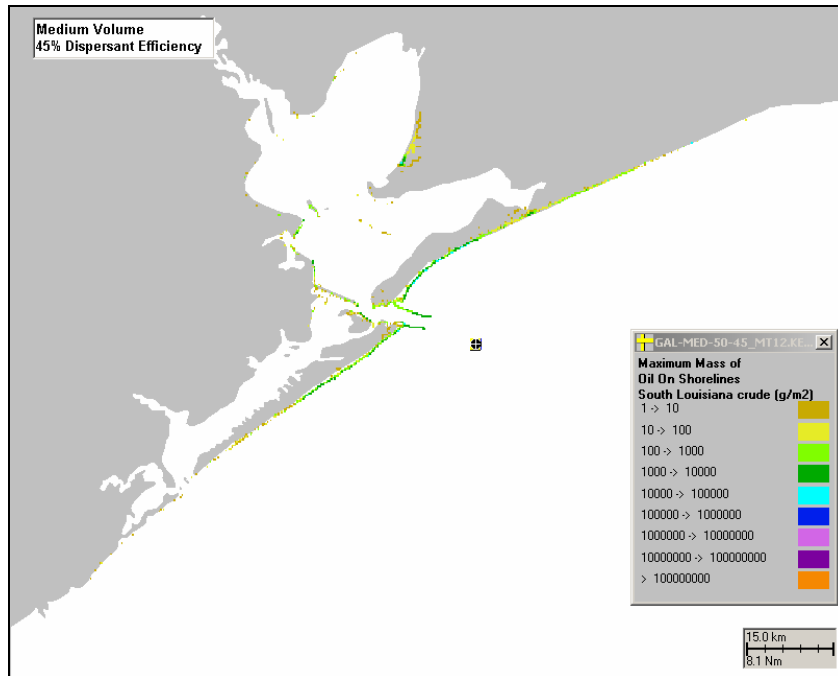 Medium Volume
45% Dispersant Efficiency
GAL-MED-50-45_MT12.KE...
Maximum Mass of
Oil On Shorelines
South Louisiana crude (g/m2)
1 -> 10
10 -> 100
100 -> 1000
1000 -> 10000
10000 -> 100000
100000 -> 1000000
1000000 -> 10000000
10000000 -> 100000000
> 100000000
15.0 km
8.1 Nm